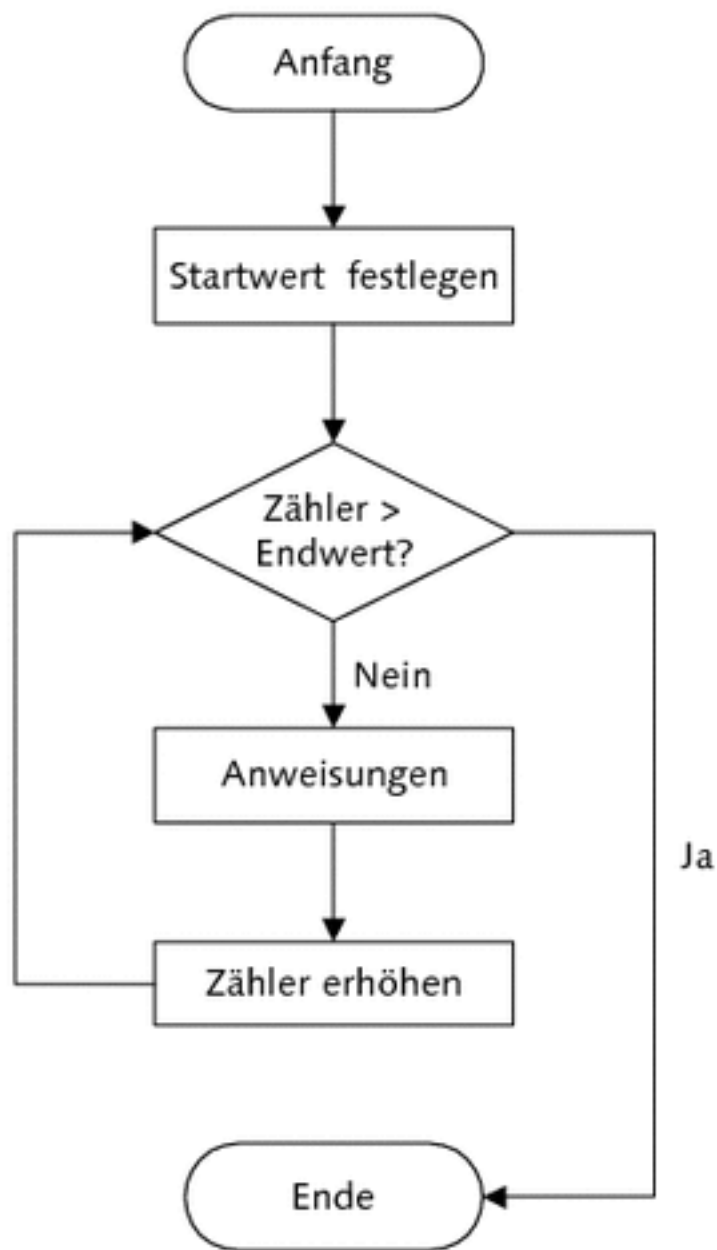 Anfang
Startwert festlegen
Zähler >
Endwert?
Nein
Anweisungen
Ja
Zähler erhöhen
Ende